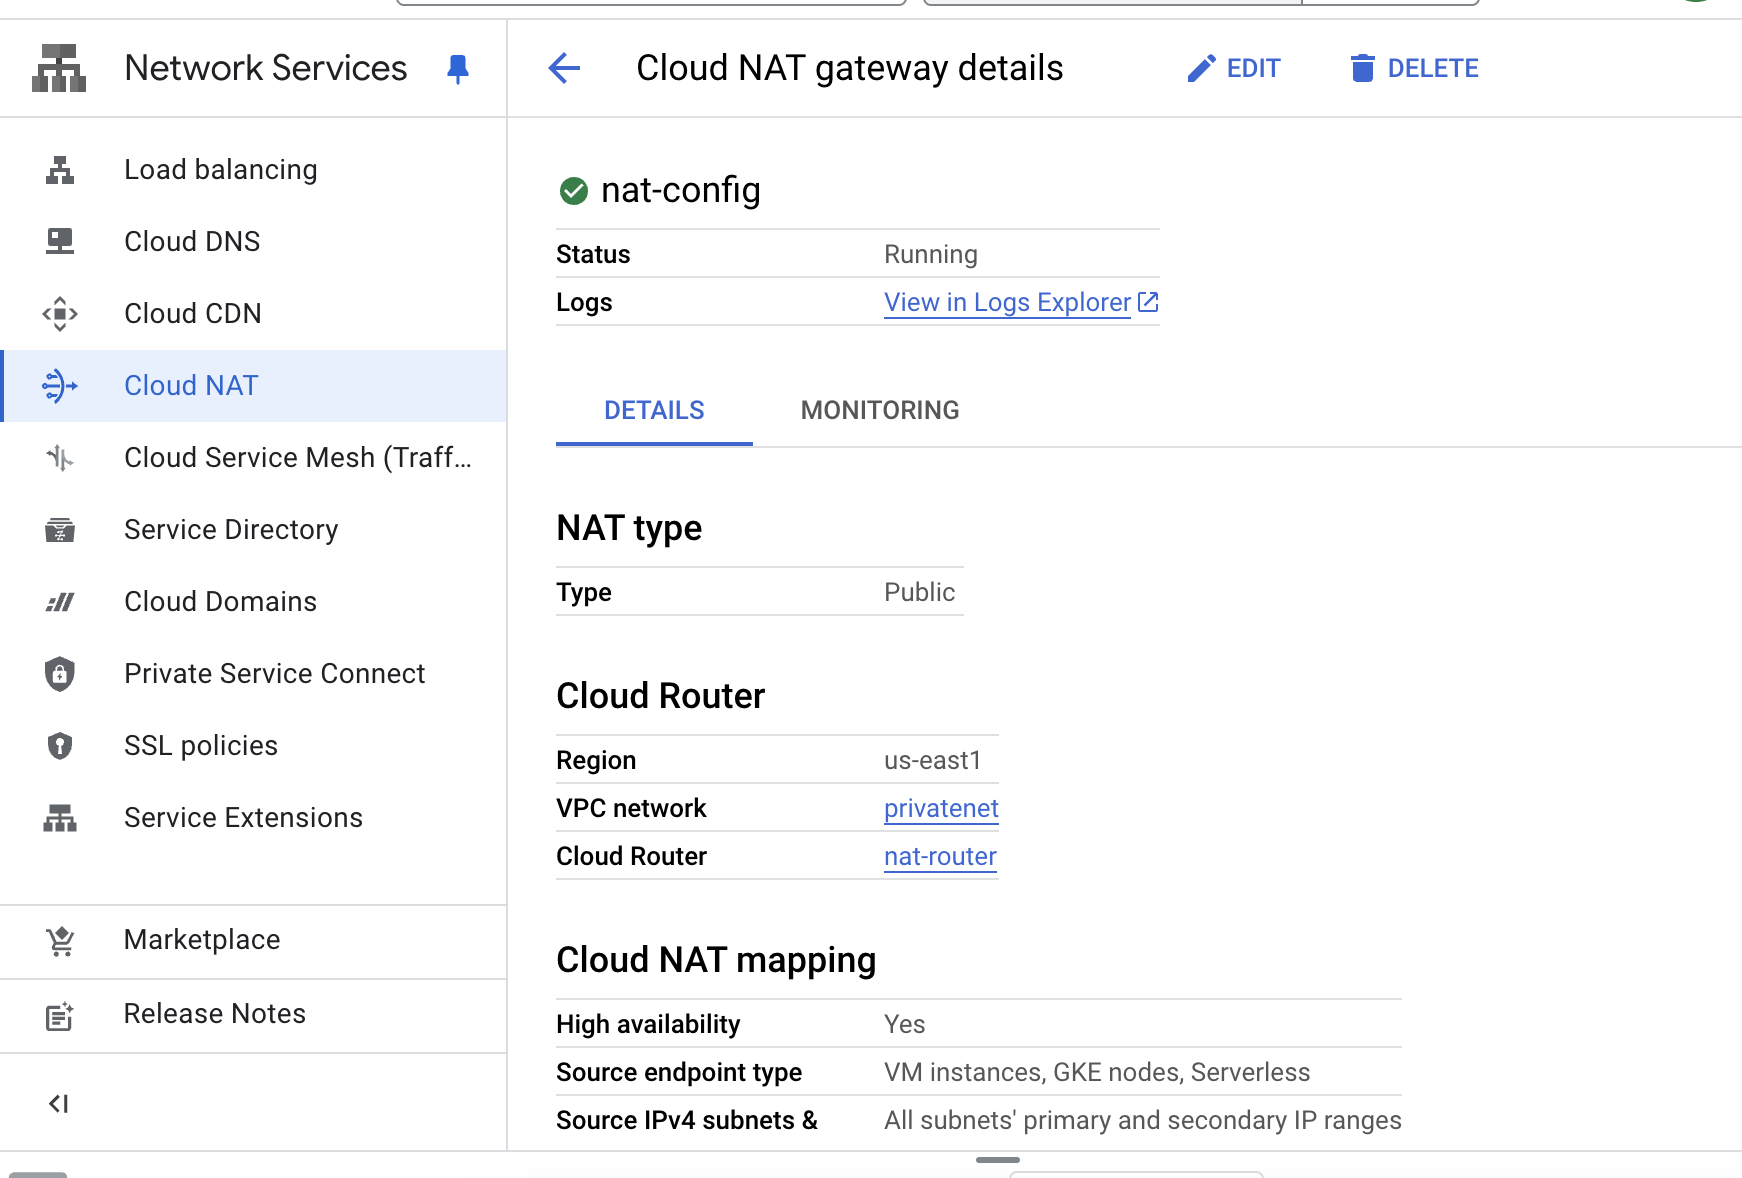 Network Services
Cloud NAT gateway details
EDIT
DELETE
Load balancing
Cloud DNS
Cloud CDN
Cloud NAT
Cloud Service Mesh (Traff...
Service Directory
Cloud Domains
Private Service Connect
SSL policies
Service Extensions
Marketplace
Release Notes
nat-config
Status Running
Logs View in Logs Explorer
DETAILS MONITORING
NAT type
Type Public
Cloud Router
Region us-east1
VPC network privatenet
Cloud Router nat-router
Cloud NAT mapping
High availability Yes
Source endpoint type VM instances, GKE nodes, Serverless
Source IPv4 subnets & All subnets' primary and secondary IP ranges